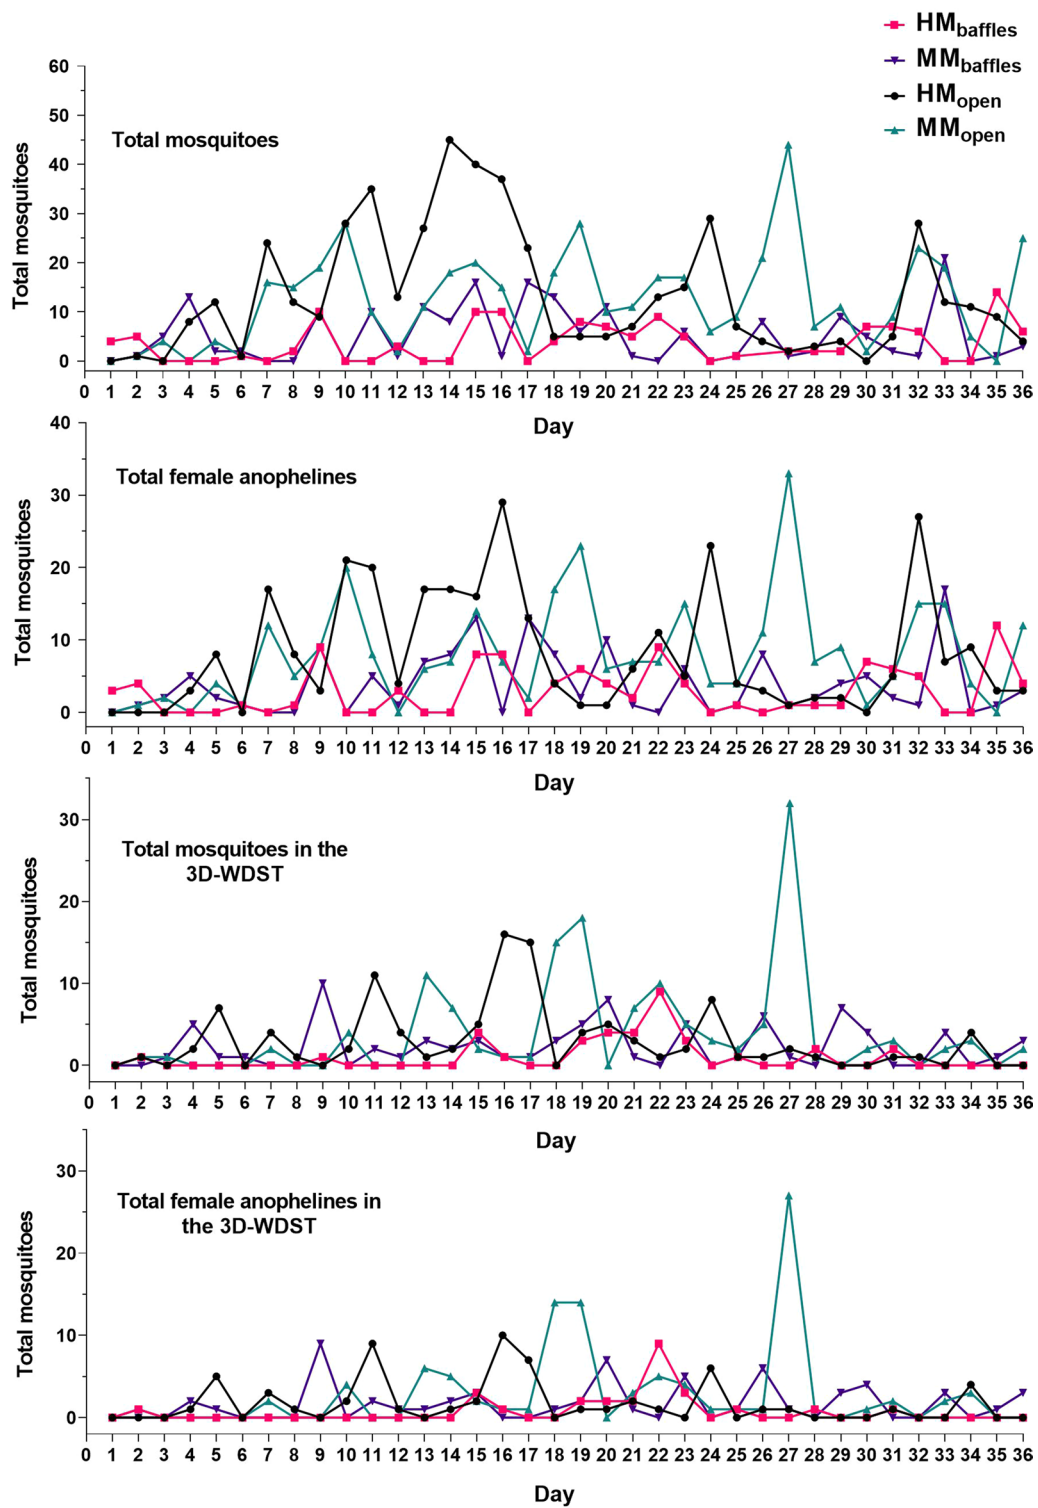 HMbaffles
MMbaffles
HMopen
MMopen
60
50
40
30
20
10
0
Total mosquitoes
Total mosquitoes
0 1 2 3 4 5 6 7 8 9 10 11 12 13 14 15 16 17 18 19 20 21 22 23 24 25 26 27 28 29 30 31 32 33 34 35 36
Day
40
30
20
10
0
Total female anophelines
Total mosquitoes
0 1 2 3 4 5 6 7 8 9 10 11 12 13 14 15 16 17 18 19 20 21 22 23 24 25 26 27 28 29 30 31 32 33 34 35 36
Day
30
20
10
0
Total mosquitoes in the
3D-WDST
Total mosquitoes
0 1 2 3 4 5 6 7 8 9 10 11 12 13 14 15 16 17 18 19 20 21 22 23 24 25 26 27 28 29 30 31 32 33 34 35 36
Day
30
20
10
0
Total female anophelines in
the 3D-WDST
Total mosquitoes
0 1 2 3 4 5 6 7 8 9 10 11 12 13 14 15 16 17 18 19 20 21 22 23 24 25 26 27 28 29 30 31 32 33 34 35 36
Day